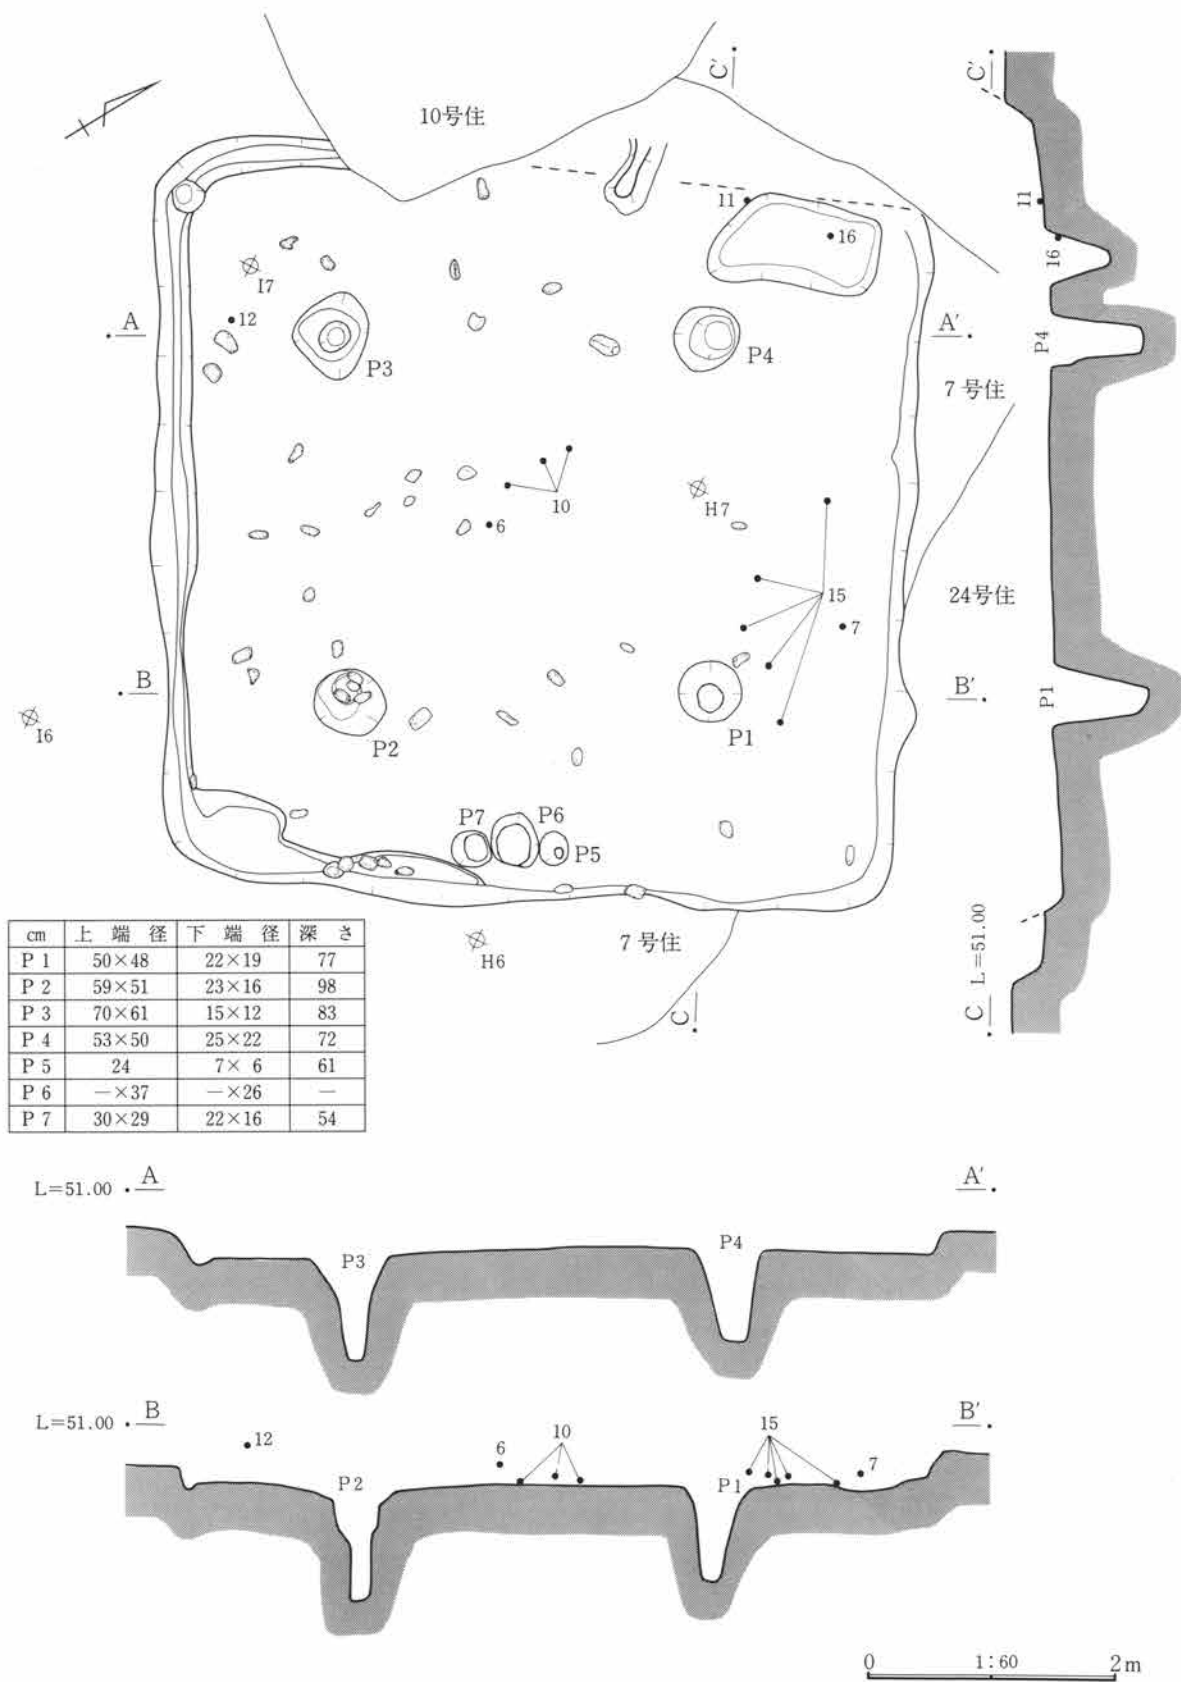 C'
C'
10号住
11
16
11
16
I7
12
A
A'
P3
P4
P4
7号住
10
6
H7
15
7
24号住
B
B'
P1
I6
P2
P1
P7
P6
P5
7号住
H6
C
C
L=51.00
cm 上端径 下端径 深さ
P1 50×48 22×19 77
P2 59×51 23×16 98
P3 70×61 15×12 83
P4 53×50 25×22 72
P5 24 7×6 61
P6 —×37 —×26 —
P7 30×29 22×16 54
L=51.00
A
A'
P3
P4
L=51.00
B
B'
12
6
10
15
7
P2
P1
0 1:60 2m